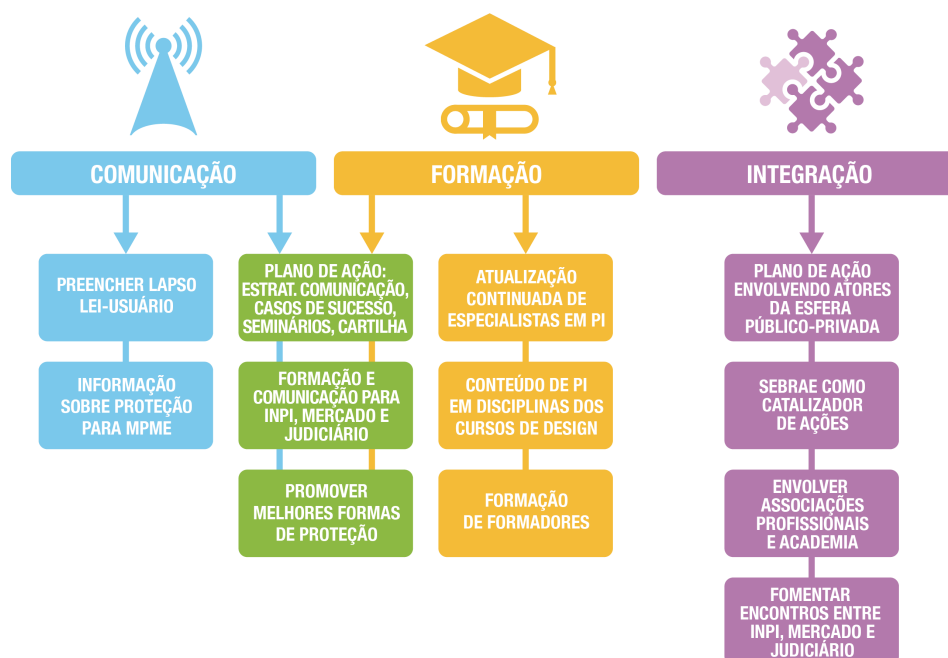 COMUNICAÇÃO
PREENCHER LAPSO
LEI-USUÁRIO
INFORMAÇÃO
SOBRE PROTEÇÃO
PARA MPME
PLANO DE AÇÃO:
ESTRAT. COMUNICAÇÃO,
CASOS DE SUCESSO,
SEMINÁRIOS, CARTILHA
FORMAÇÃO E
COMUNICAÇÃO PARA
INPI, MERCADO E
JUDICIÁRIO
PROMOVER
MELHORES FORMAS
DE PROTEÇÃO
FORMAÇÃO
ATUALIZAÇÃO
CONTINUADA DE
ESPECIALISTAS EM PI
CONTEÚDO DE PI
EM DISCIPLINAS DOS
CURSOS DE DESIGN
FORMAÇÃO
DE FORMADORES
INTEGRAÇÃO
PLANO DE AÇÃO
ENVOLVENDO ATORES
DA ESFERA
PÚBLICO-PRIVADA
SEBRAE COMO
CATALIZADOR
DE AÇÕES
ENVOLVER
ASSOCIAÇÕES
PROFISSIONAIS
E ACADEMIA
FOMENTAR
ENCONTROS ENTRE
INPI, MERCADO E
JUDICIÁRIO